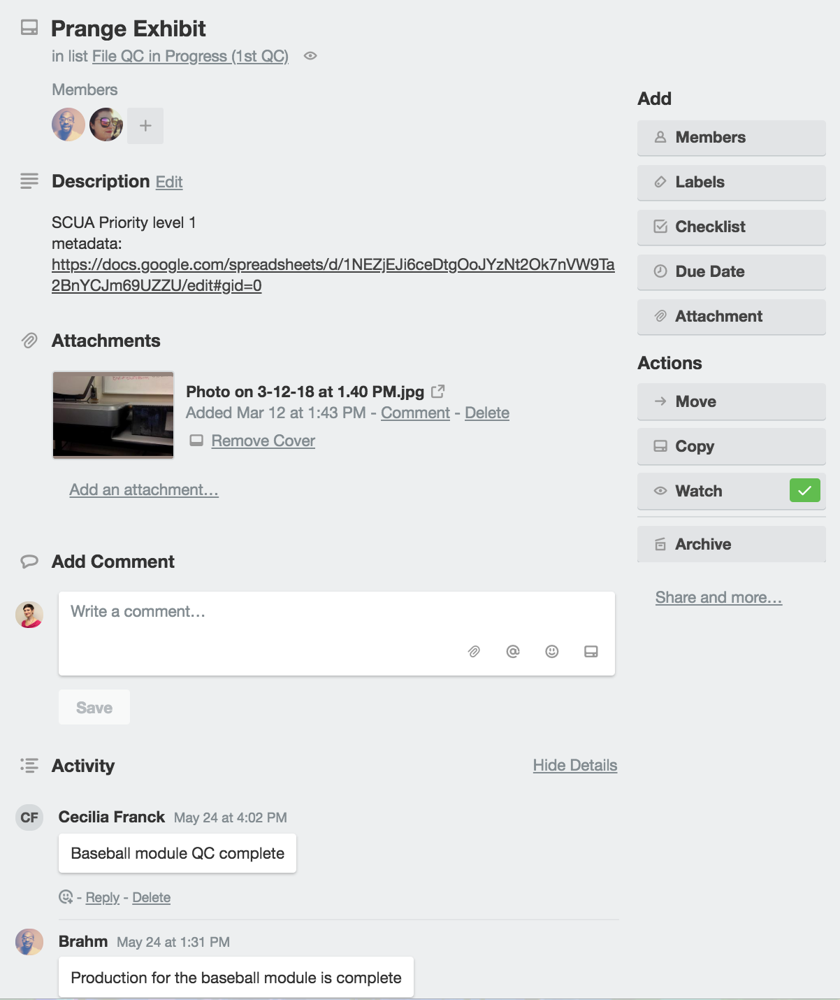 Prange Exhibit
in list File QC in Progress (1st QC)
Members
Description Edit
SCUA Priority level 1
metadata:
https://docs.google.com/spreadsheets/d/1NEZjEJi6ceDtgOoJYzNt2Ok7nVW9Ta
2BnYCJm69UZZU/edit#gid=0
Attachments
Photo on 3-12-18 at 1.40 PM.jpg
Added Mar 12 at 1:43 PM - Comment - Delete
Remove Cover
Add an attachment…
Add Comment
Write a comment…
Save
Activity
Hide Details
CF Cecilia Franck May 24 at 4:02 PM
Baseball module QC complete
- Reply - Delete
Brahm May 24 at 1:31 PM
Production for the baseball module is complete
Add
Members
Labels
Checklist
Due Date
Attachment
Actions
Move
Copy
Watch
Archive
Share and more…